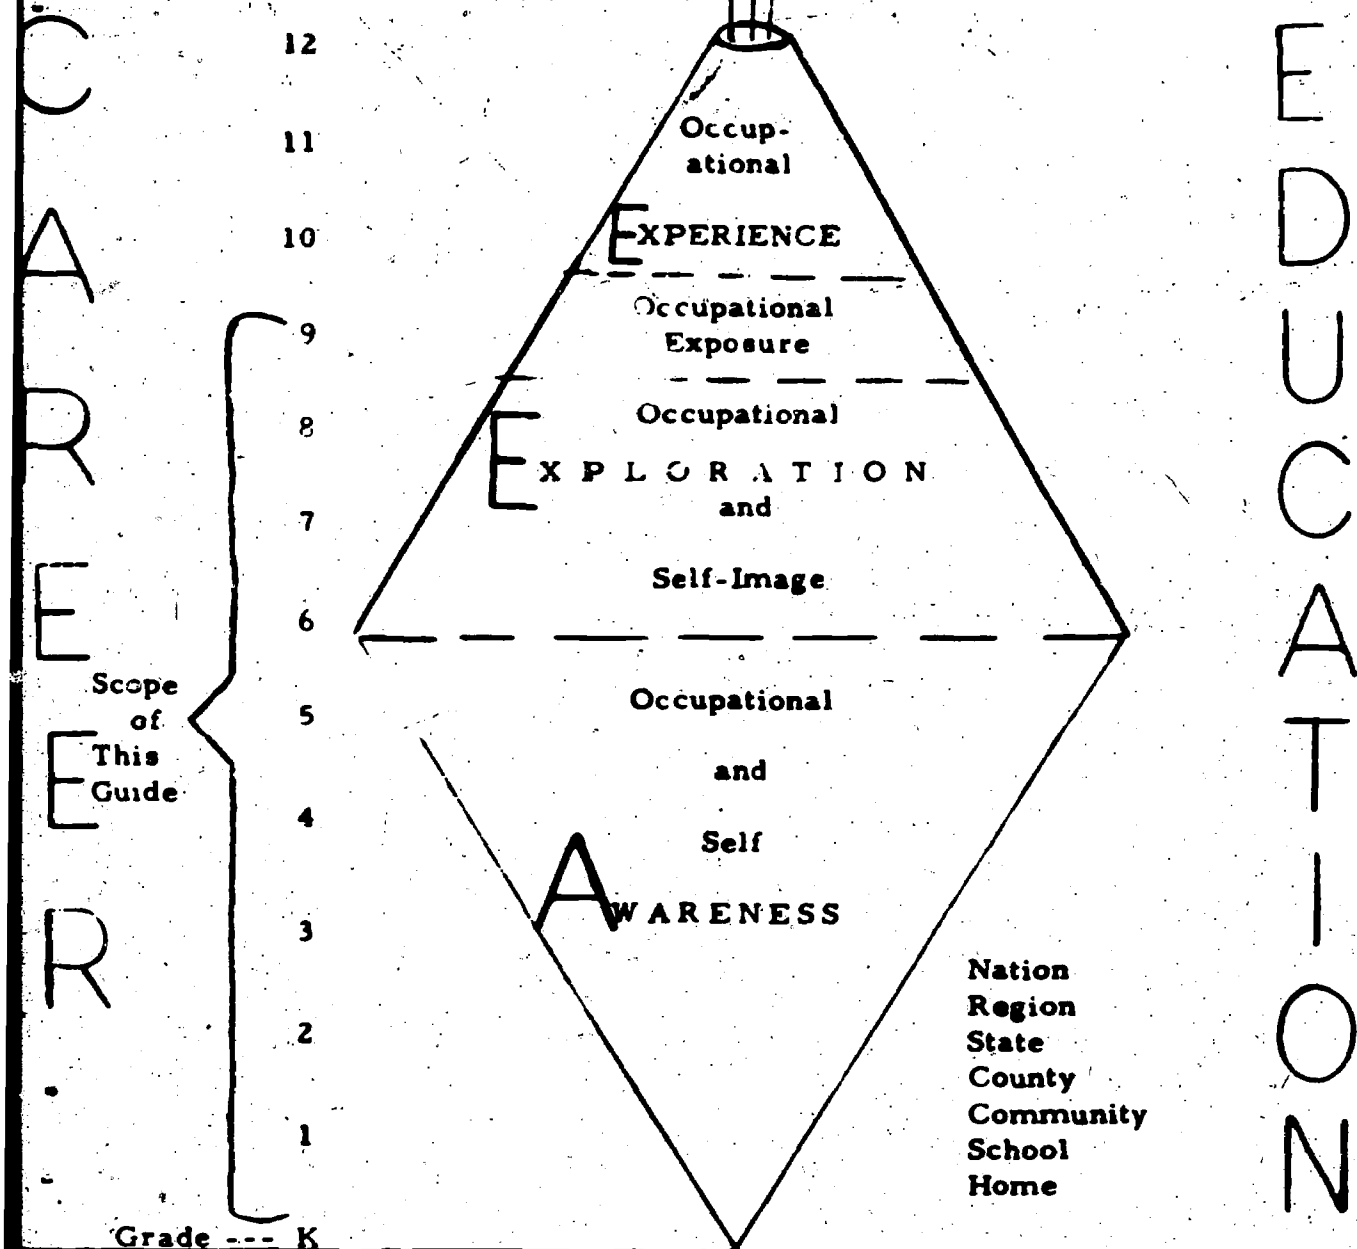 CAREER
EDUCATION
12
11
10
9
8
7
6
5
4
3
2
1
Grade --- K
Scope
of
This
Guide
Occup-
ational
EXPERIENCE
Occupational
Exposure
Occupational
EXPLORATION
and
Self-Image
Occupational
and
Self
AWARENESS
Nation
Region
State
County
Community
School
Home